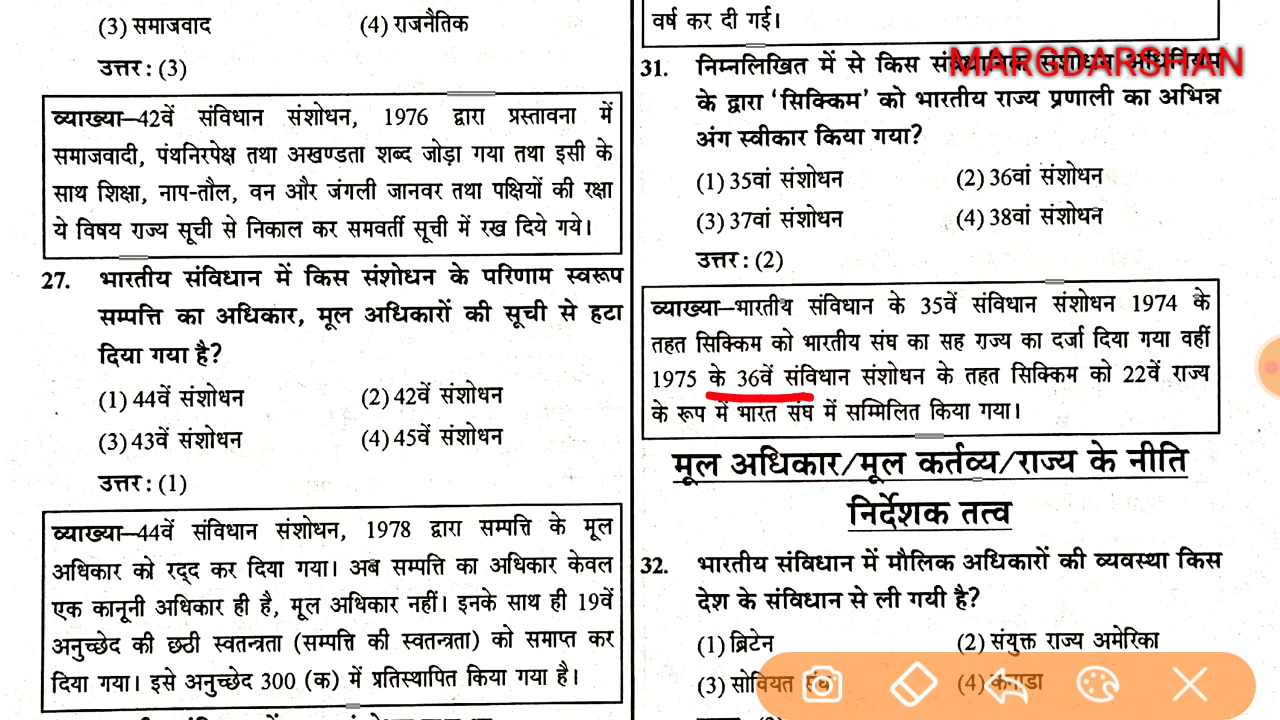 (3) समाजवाद (4) राजनैतिक
उत्तर : (3)
व्याख्या–42वें संविधान संशोधन, 1976 द्वारा प्रस्तावना में
समाजवादी, पंथनिरपेक्ष तथा अखण्डता शब्द जोड़ा गया तथा इसी के
साथ शिक्षा, नाप-तौल, वन और जंगली जानवर तथा पक्षियों की रक्षा
ये विषय राज्य सूची से निकाल कर समवर्ती सूची में रख दिये गये।
27. भारतीय संविधान में किस संशोधन के परिणाम स्वरूप
सम्पत्ति का अधिकार, मूल अधिकारों की सूची से हटा
दिया गया है?
(1) 44वें संशोधन (2) 42वें संशोधन
(3) 43वें संशोधन (4) 45वें संशोधन
उत्तर : (1)
व्याख्या–44वें संविधान संशोधन, 1978 द्वारा सम्पत्ति के मूल
अधिकार को रद्द कर दिया गया। अब सम्पत्ति का अधिकार केवल
एक कानूनी अधिकार ही है, मूल अधिकार नहीं। इनके साथ ही 19वें
अनुच्छेद की छठी स्वतन्त्रता (सम्पत्ति की स्वतन्त्रता) को समाप्त कर
दिया गया। इसे अनुच्छेद 300 (क) में प्रतिस्थापित किया गया है।
वर्ष कर दी गई।
MARGDARSHAN
31. निम्नलिखित में से किस संवैधानिक संशोधन अधिनियम
के द्वारा 'सिक्किम' को भारतीय राज्य प्रणाली का अभिन्न
अंग स्वीकार किया गया?
(1) 35वां संशोधन (2) 36वां संशोधन
(3) 37वां संशोधन (4) 38वां संशोधन
उत्तर : (2)
व्याख्या–भारतीय संविधान के 35वें संविधान संशोधन 1974 के
तहत सिक्किम को भारतीय संघ का सह राज्य का दर्जा दिया गया वहीं
1975 के 36वें संविधान संशोधन के तहत सिक्किम को 22वें राज्य
के रूप में भारत संघ में सम्मिलित किया गया।
मूल अधिकार/मूल कर्तव्य/राज्य के नीति
निर्देशक तत्व
32. भारतीय संविधान में मौलिक अधिकारों की व्यवस्था किस
देश के संविधान से ली गयी है?
(1) ब्रिटेन (2) संयुक्त राज्य अमेरिका
(3) सोवियत संघ (4) कनाडा